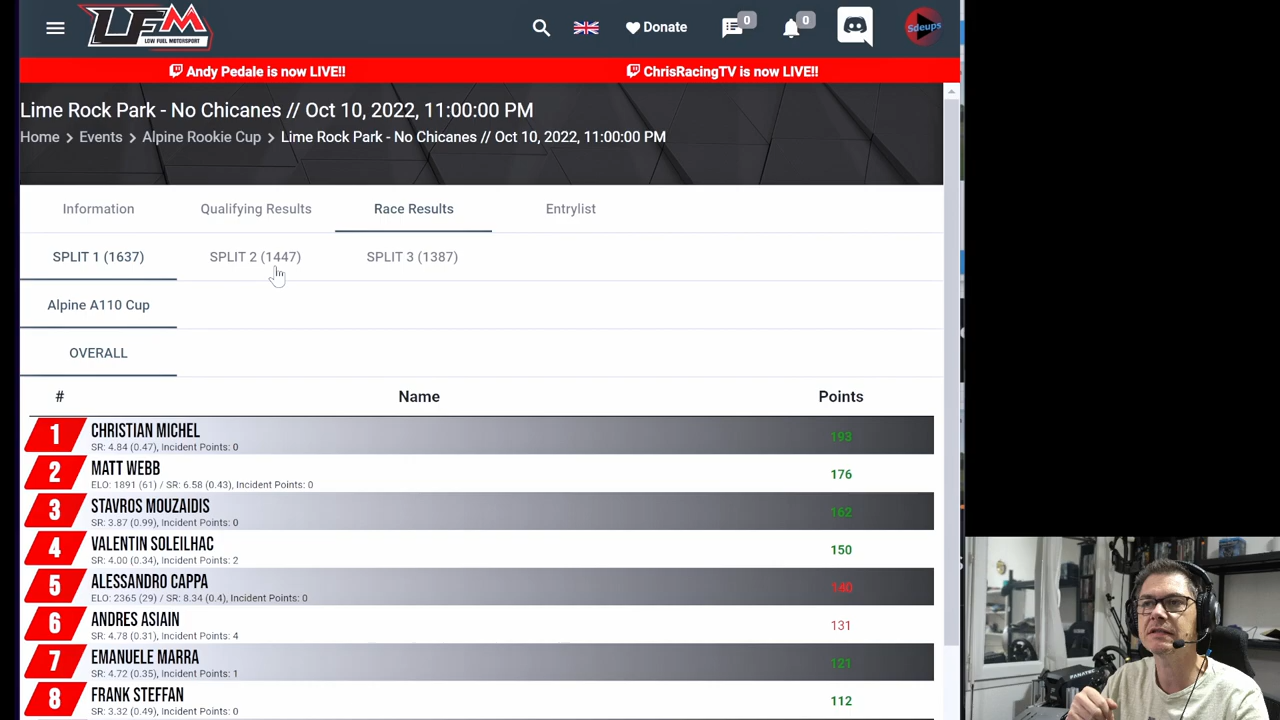 LFM
LOW FUEL MOTORSPORT
Donate
0
0
Sdeups
Andy Pedale is now LIVE!!
ChrisRacingTV is now LIVE!!
Lime Rock Park - No Chicanes // Oct 10, 2022, 11:00:00 PM
Home > Events > Alpine Rookie Cup > Lime Rock Park - No Chicanes // Oct 10, 2022, 11:00:00 PM
Information Qualifying Results Race Results Entrylist
SPLIT 1 (1637) SPLIT 2 (1447) SPLIT 3 (1387)
Alpine A110 Cup
OVERALL
# Name Points
1 CHRISTIAN MICHEL 193
SR: 4.84 (0.47), Incident Points: 0
2 MATT WEBB 176
ELO: 1891 (61) / SR: 6.58 (0.43), Incident Points: 0
3 STAVROS MOUZAIDIS 162
SR: 3.87 (0.99), Incident Points: 0
4 VALENTIN SOLEILHAC 150
SR: 4.00 (0.34), Incident Points: 2
5 ALESSANDRO CAPPA 140
ELO: 2365 (29) / SR: 8.34 (0.4), Incident Points: 0
6 ANDRES ASIAIN 131
SR: 4.78 (0.31), Incident Points: 4
7 EMANUELE MARRA 121
SR: 4.72 (0.35), Incident Points: 1
8 FRANK STEFFAN 112
SR: 3.32 (0.49), Incident Points: 0
FANATEC